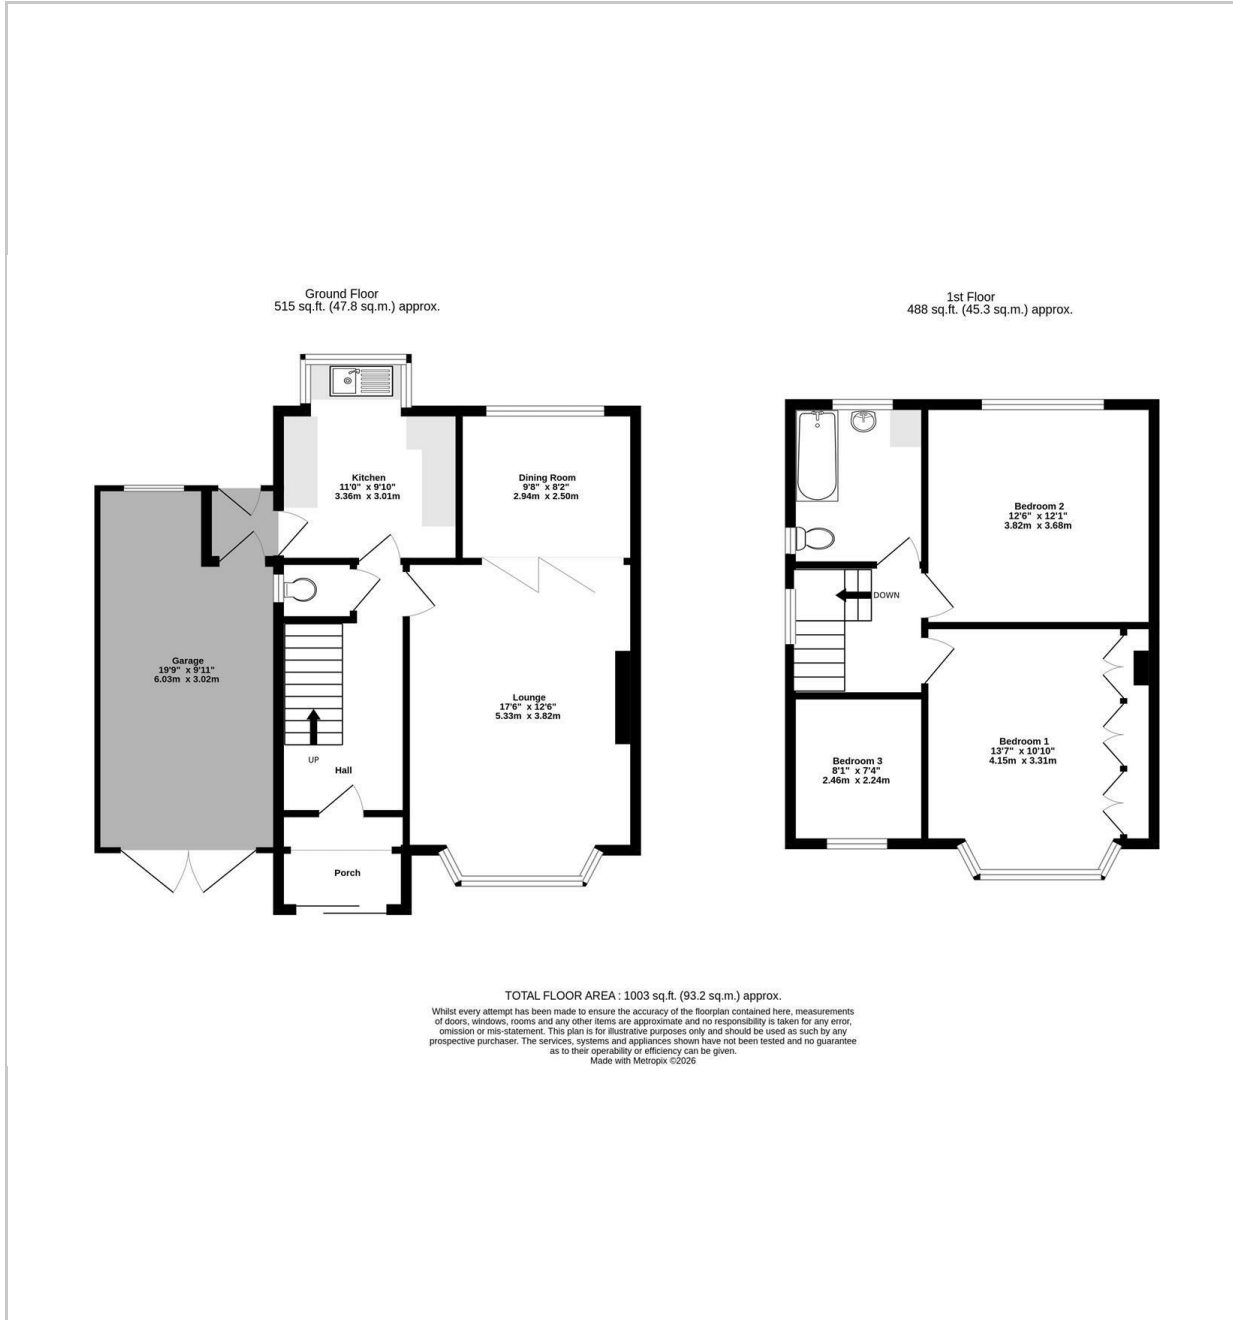 Ground Floor
515 sq.ft. (47.8 sq.m.) approx.
1st Floor
488 sq.ft. (45.3 sq.m.) approx.
Kitchen
11'0" x 9'10"
3.36m x 3.01m
Dining Room
9'8" x 8'2"
2.94m x 2.50m
Garage
19'9" x 9'11"
6.03m x 3.02m
Lounge
17'6" x 12'6"
5.33m x 3.82m
UP
Hall
Porch
Bedroom 2
12'6" x 12'1"
3.82m x 3.68m
DOWN
Bedroom 1
13'7" x 10'10"
4.15m x 3.31m
Bedroom 3
8'1" x 7'4"
2.46m x 2.24m
TOTAL FLOOR AREA : 1003 sq.ft. (93.2 sq.m.) approx.
Whilst every attempt has been made to ensure the accuracy of the floorplan contained here, measurements
of doors, windows, rooms and any other items are approximate and no responsibility is taken for any error,
omission or mis-statement. This plan is for illustrative purposes only and should be used as such by any
prospective purchaser. The services, systems and appliances shown have not been tested and no guarantee
as to their operability or efficiency can be given.
Made with Metropix ©2026